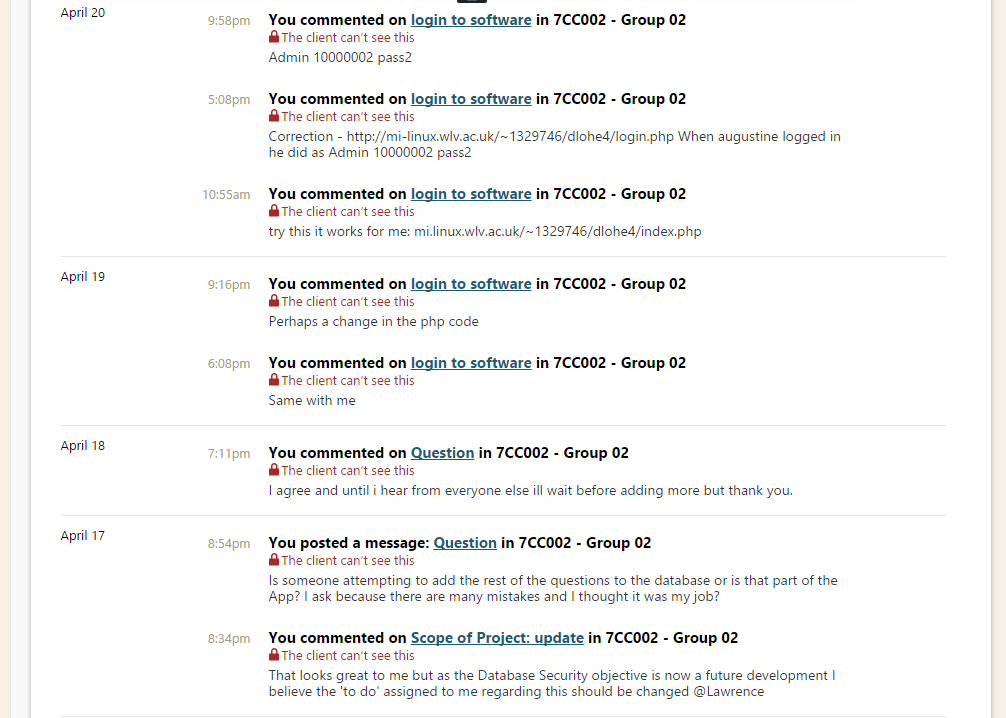 April 20
9:58pm
You commented on login to software in 7CC002 - Group 02
The client can't see this
Admin 10000002 pass2
5:08pm
You commented on login to software in 7CC002 - Group 02
The client can't see this
Correction - http://mi-linux.wlv.ac.uk/~1329746/dlohe4/login.php When augustine logged in
he did as Admin 10000002 pass2
10:55am
You commented on login to software in 7CC002 - Group 02
The client can't see this
try this it works for me: mi.linux.wlv.ac.uk/~1329746/dlohe4/index.php
April 19
9:16pm
You commented on login to software in 7CC002 - Group 02
The client can't see this
Perhaps a change in the php code
6:08pm
You commented on login to software in 7CC002 - Group 02
The client can't see this
Same with me
April 18
7:11pm
You commented on Question in 7CC002 - Group 02
The client can't see this
I agree and until i hear from everyone else ill wait before adding more but thank you.
April 17
8:54pm
You posted a message: Question in 7CC002 - Group 02
The client can't see this
Is someone attempting to add the rest of the questions to the database or is that part of the
App? I ask because there are many mistakes and I thought it was my job?
8:34pm
You commented on Scope of Project: update in 7CC002 - Group 02
The client can't see this
That looks great to me but as the Database Security objective is now a future development I
believe the 'to do' assigned to me regarding this should be changed @Lawrence